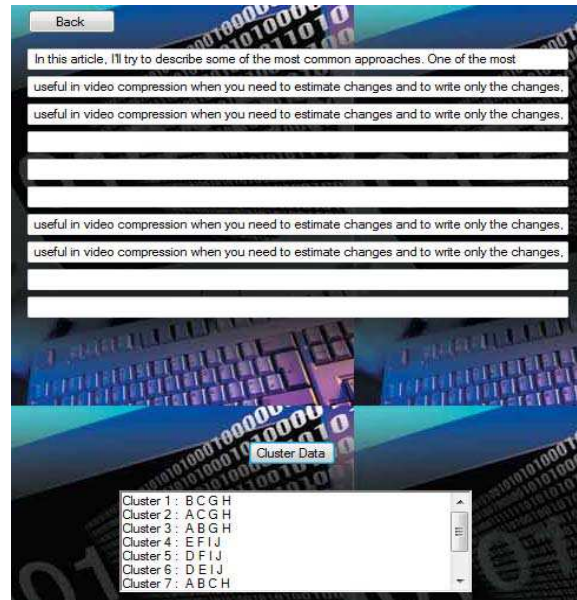 Back
In this article, I'll try to describe some of the most common approaches. One of the most
useful in video compression when you need to estimate changes and to write only the changes,
useful in video compression when you need to estimate changes and to write only the changes,
useful in video compression when you need to estimate changes and to write only the changes,
useful in video compression when you need to estimate changes and to write only the changes,
Cluster Data
Cluster 1 : B C G H
Cluster 2 : A C G H
Cluster 3 : A B G H
Cluster 4 : E F I J
Cluster 5 : D F I J
Cluster 6 : D E I J
Cluster 7 : A B C H